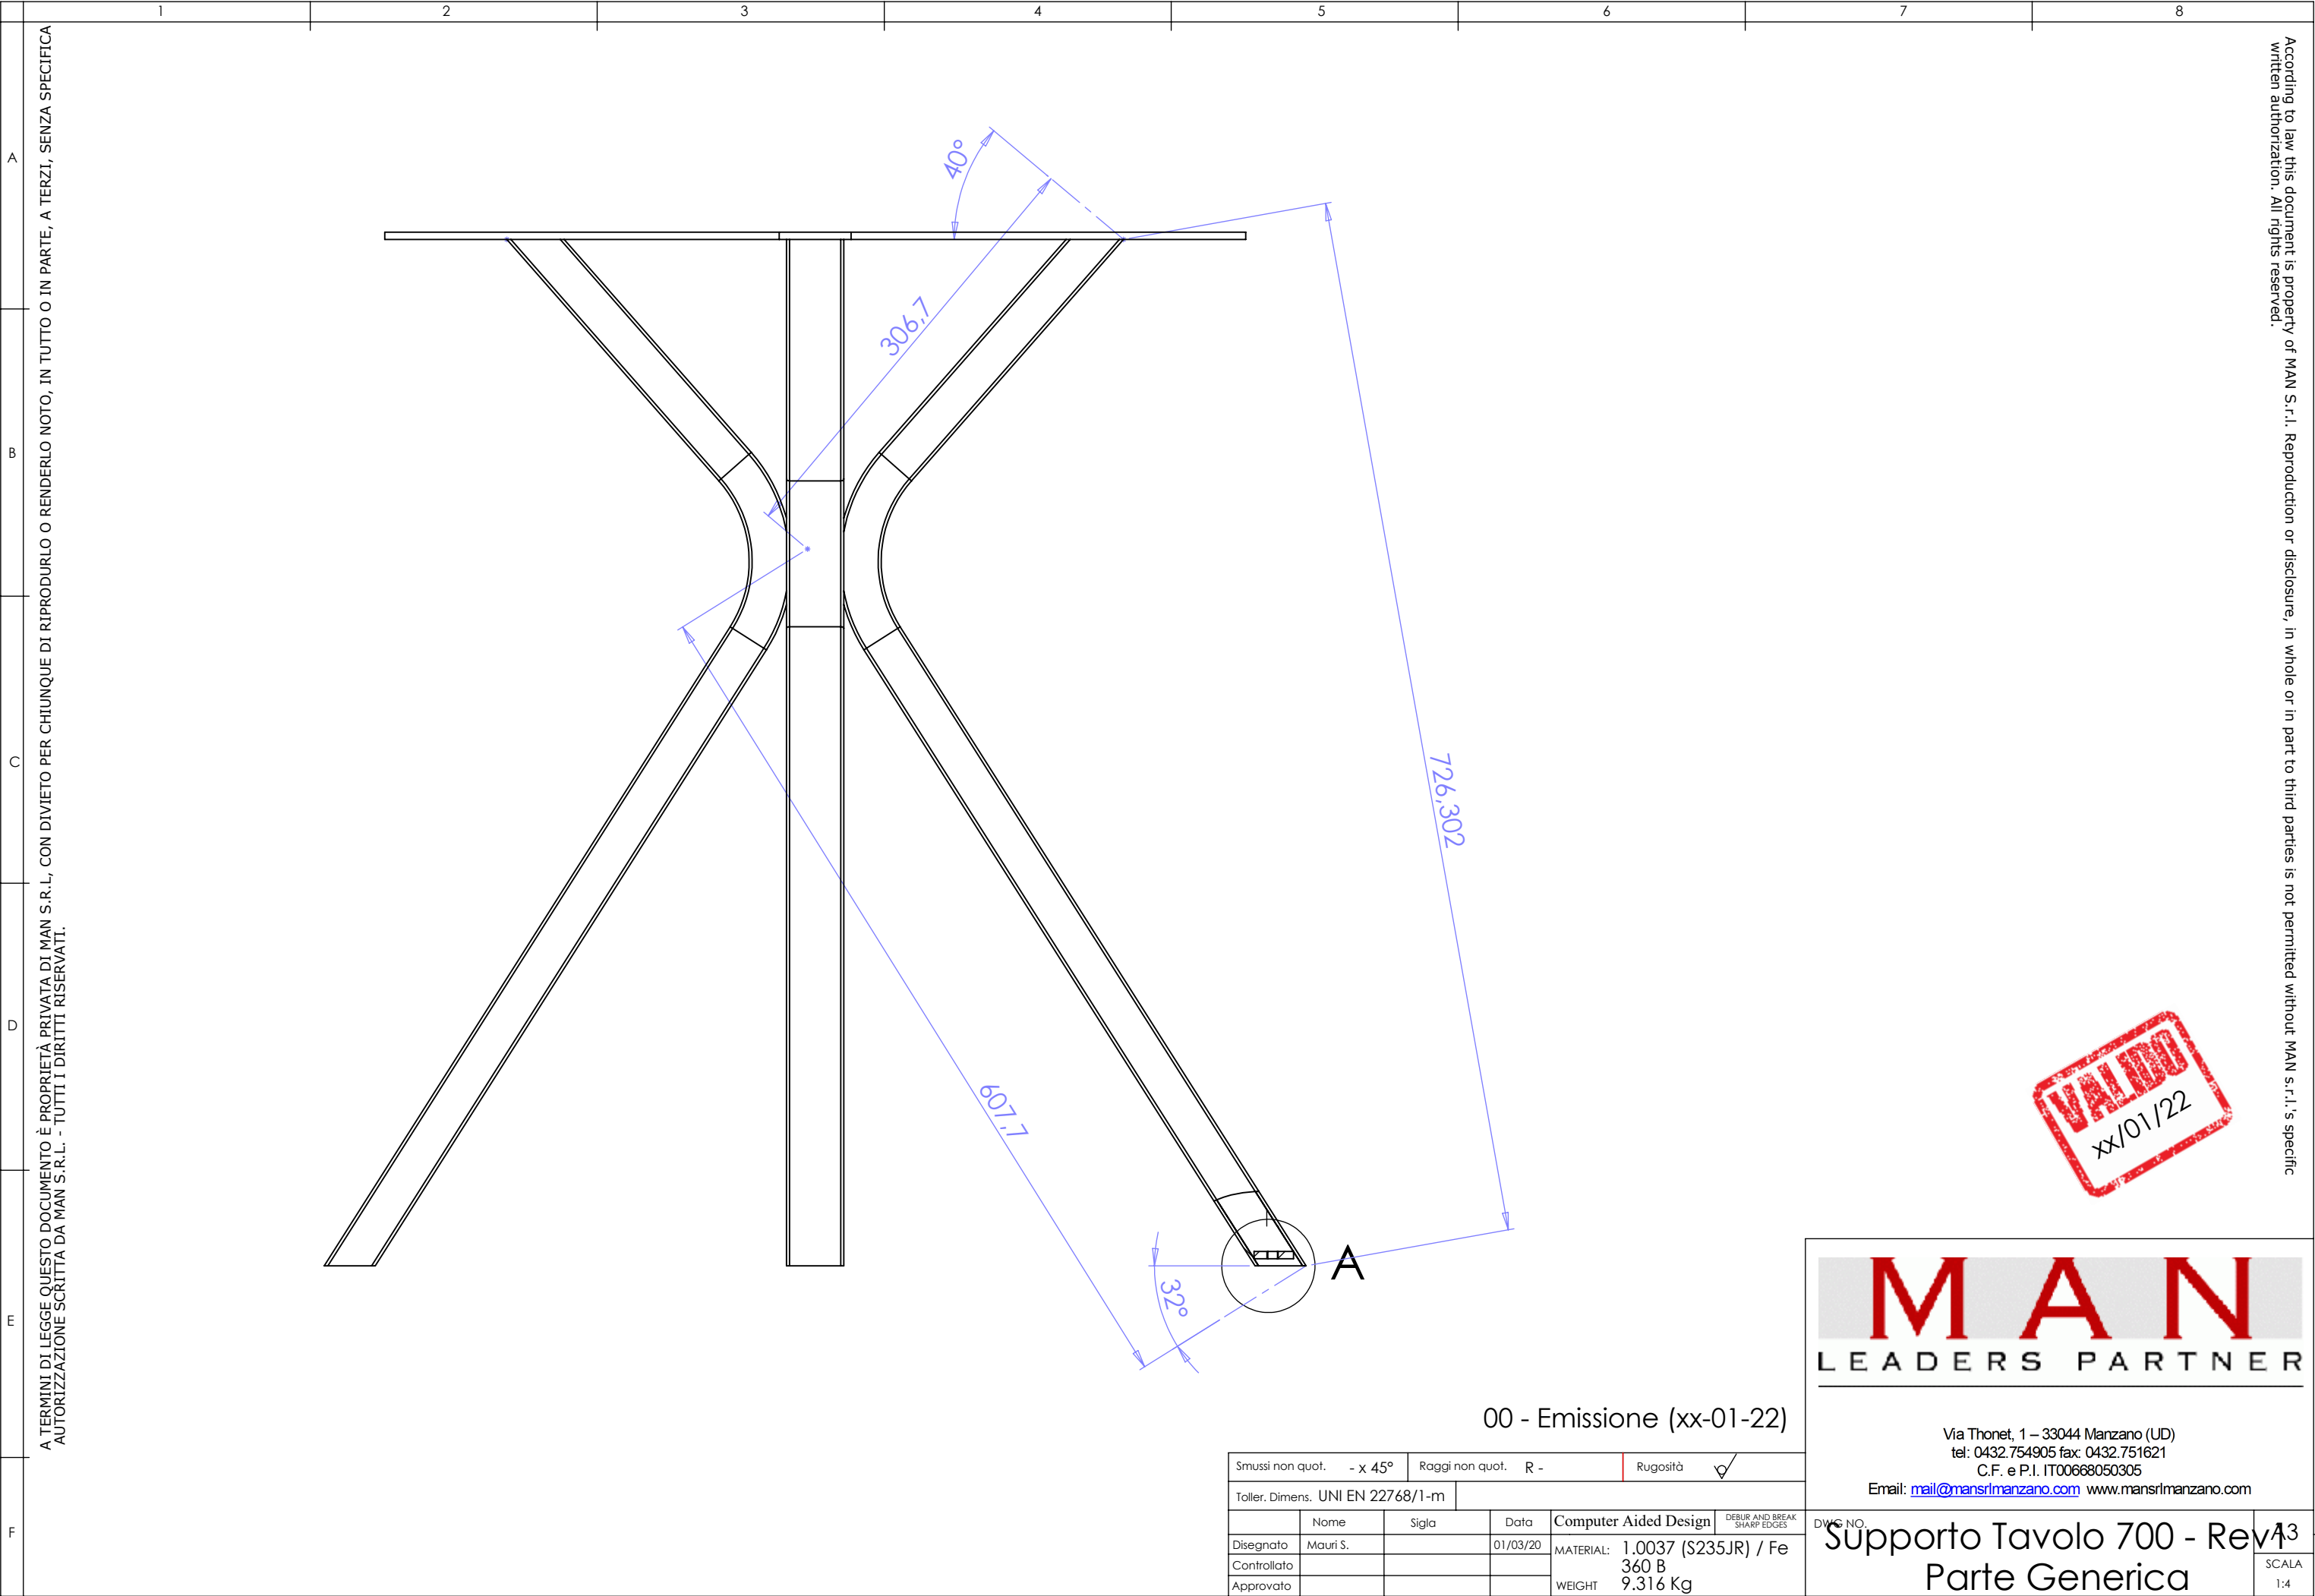 1 2 3 4 5 6 7 8
A
B
C
D
E
F
A TERMINI DI LEGGE QUESTO DOCUMENTO È PROPRIETÀ PRIVATA DI MAN S.R.L, CON DIVIETO PER CHIUNQUE DI RIPRODURLO O RENDERLO NOTO, IN TUTTO O IN PARTE, A TERZI, SENZA SPECIFICA
AUTORIZZAZIONE SCRITTA DA MAN S.R.L. - TUTTI I DIRITTI RISERVATI.
According to law this document is property of MAN S.r.l. Reproduction or disclosure, in whole or in part to third parties is not permitted without MAN s.r.l.'s specific
written authorization. All rights reserved.
40°
306,7
726,302
607,7
32°
A
VALIDO
xx/01/22
MAN
LEADERS PARTNER
Via Thonet, 1 – 33044 Manzano (UD)
tel: 0432.754905 fax: 0432.751621
C.F. e P.I. IT00668050305
Email: mail@mansrlmanzano.com www.mansrlmanzano.com
00 - Emissione (xx-01-22)
Smussi non quot. - x 45° Raggi non quot. R - Rugosità
Toller. Dimens. UNI EN 22768/1-m
Nome Sigla Data Computer Aided Design DEBUR AND BREAK
SHARP EDGES
Disegnato Mauri S. 01/03/20 MATERIAL: 1.0037 (S235JR) / Fe
360 B
Controllato
Approvato WEIGHT 9.316 Kg
DWG NO.
Supporto Tavolo 700 - Rev1
Parte Generica
A3
SCALA
1:4